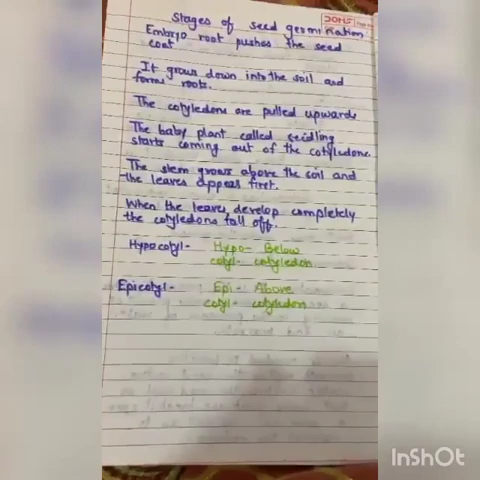 DOMS
Stages of seed germination
Embryo root pushes the seed
coat
It grows down into the soil and
forms roots.
The cotyledons are pulled upwards
The baby plant called seidling
starts coming out of the cotyledons.
The stem grows above the soil and
the leaves appear first.
When the leaves develop completely
the cotyledons fall off.
Hypocotyl - Hypo - Below
cotyl - cotyledon
Epicotyl - Epi - Above
cotyl - cotyledon
InShOt